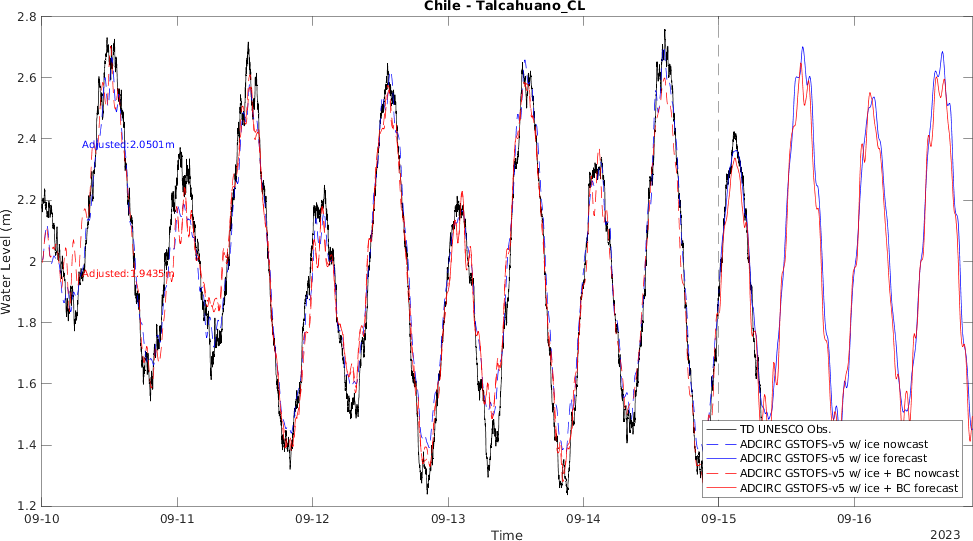 Chile - Talcahuano_CL
2.8
2.6
2.4
2.2
2
1.8
1.6
1.4
1.2
Water Level (m)
Adjusted:2.0501m
Adjusted:1.9435m
TD UNESCO Obs.
ADCIRC GSTOFS-v5 w/ ice nowcast
ADCIRC GSTOFS-v5 w/ ice forecast
ADCIRC GSTOFS-v5 w/ ice + BC nowcast
ADCIRC GSTOFS-v5 w/ ice + BC forecast
09-10 09-11 09-12 09-13 09-14 09-15 09-16
Time
2023